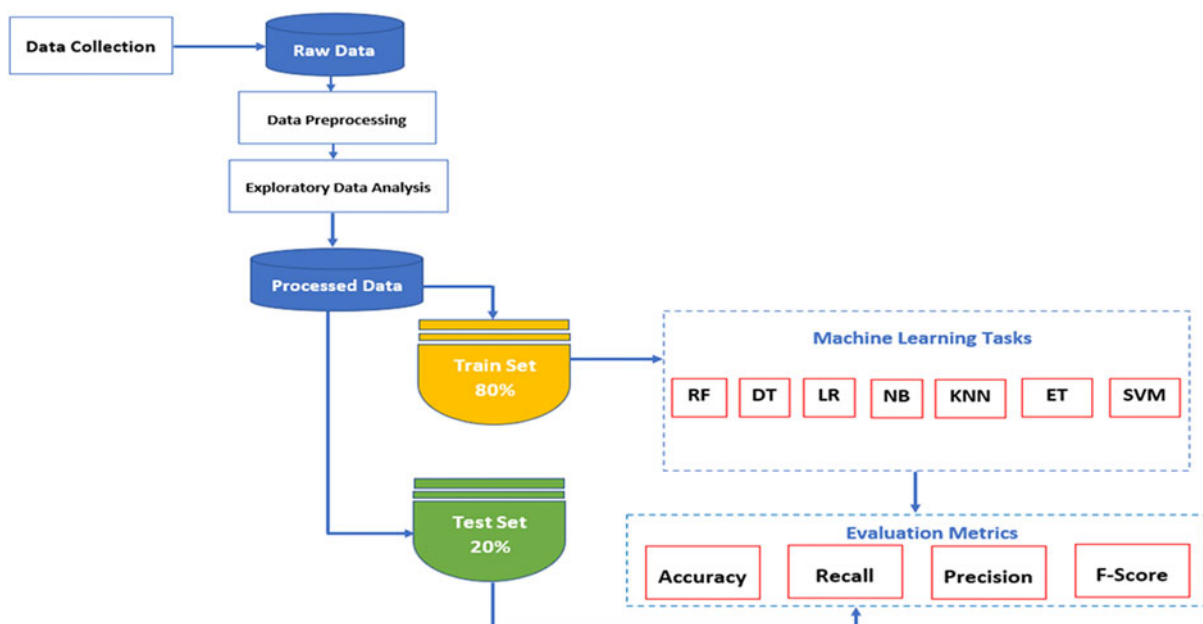 Data Collection
Raw Data
Data Preprocessing
Exploratory Data Analysis
Processed Data
Train Set
80%
Machine Learning Tasks
RF DT LR NB KNN ET SVM
Test Set
20%
Evaluation Metrics
Accuracy Recall Precision F-Score